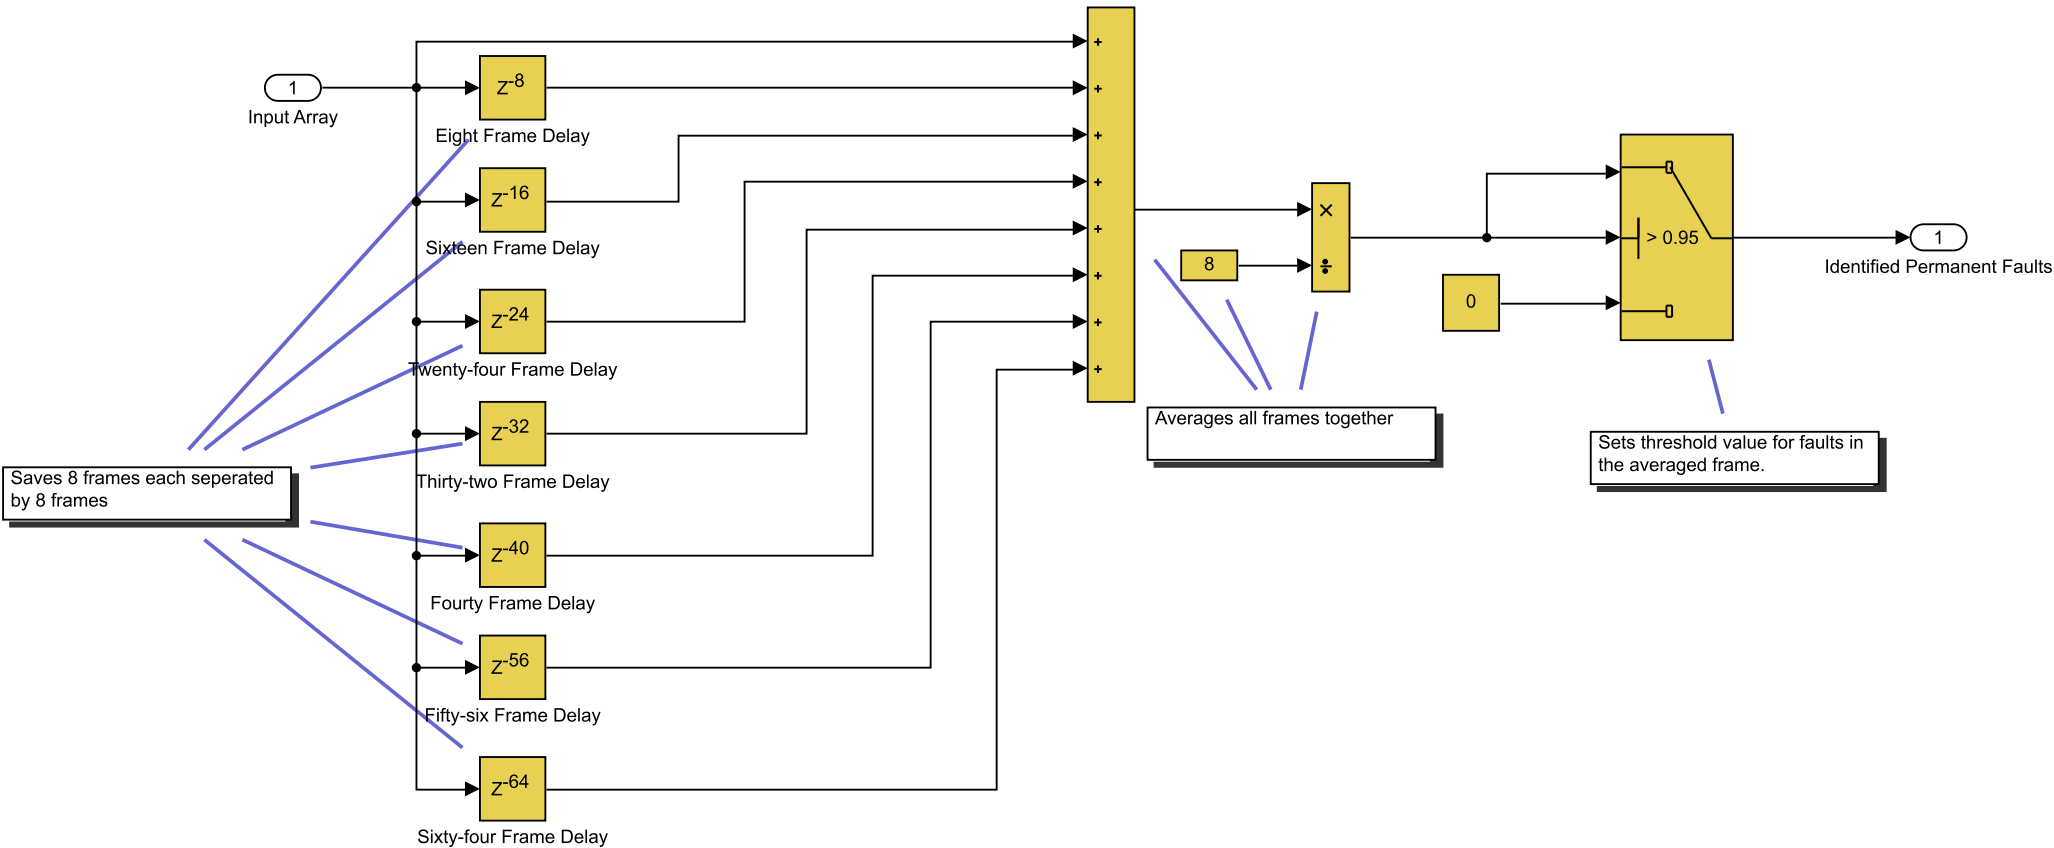 1
Input Array
Z-8
Eight Frame Delay
Z-16
Sixteen Frame Delay
Z-24
Twenty-four Frame Delay
Z-32
Thirty-two Frame Delay
Z-40
Fourty Frame Delay
Z-56
Fifty-six Frame Delay
Z-64
Sixty-four Frame Delay
Saves 8 frames each seperated
by 8 frames
+
+
+
+
+
+
+
+
8
×
÷
Averages all frames together
0
> 0.95
Sets threshold value for faults in
the averaged frame.
1
Identified Permanent Faults